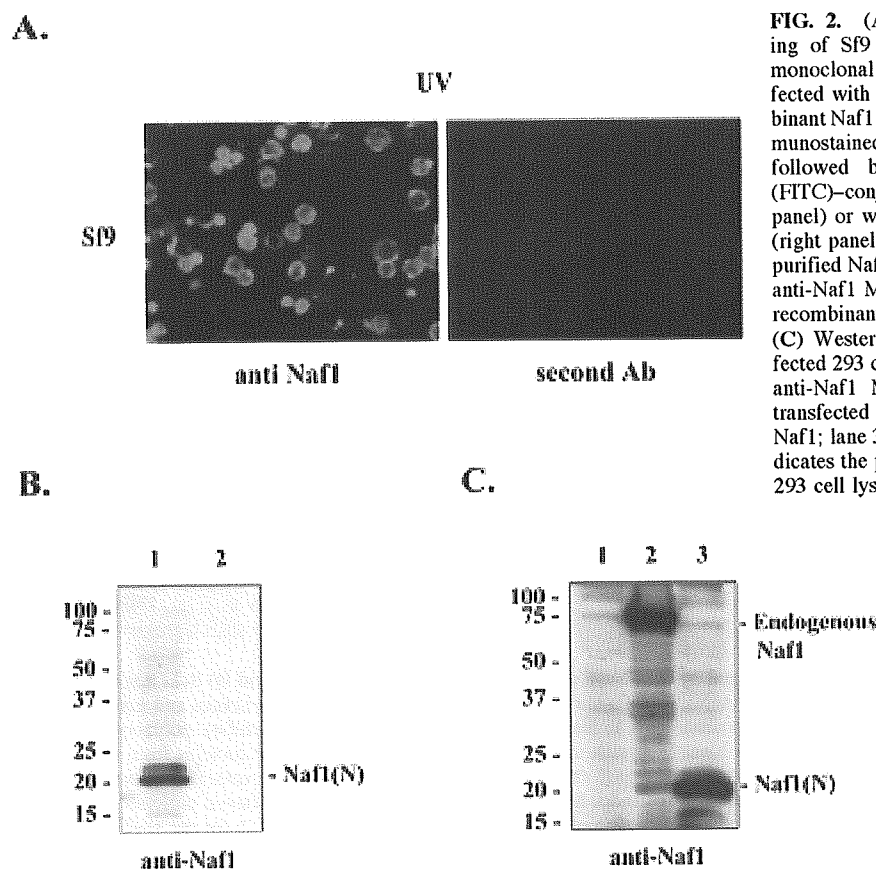 A.
UV
Sf9
anti Naf1
second Ab
FIG. 2. (A
ing of Sf9
monoclonal
fected with
binant Naf1
munostained
followed b
(FITC)–con
panel) or w
(right panel
purified Naf
anti-Naf1 M
recombinan
(C) Wester
fected 293 c
anti-Naf1 N
transfected
Naf1; lane 3
dicates the p
293 cell lys
B.
1 2
100 -
75 -
50 -
37 -
25 -
20 -
15 -
- Naf1(N)
anti-Naf1
C.
1 2 3
100 -
75 -
50 -
37 -
25 -
20 -
15 -
- Endogenous
Naf1
- Naf1(N)
anti-Naf1